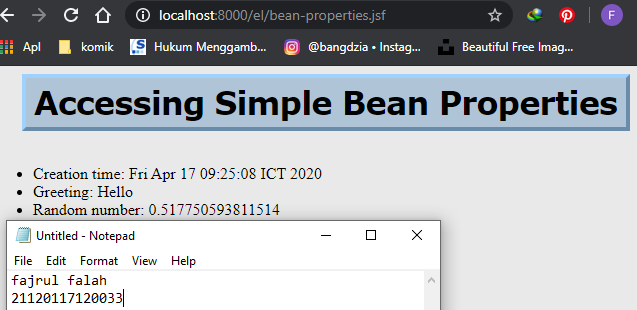 localhost:8000/el/bean-properties.jsf
F
Apl
komik
S
Hukum Menggamb...
@bangdzia • Instag...
Beautiful Free Imag...
Accessing Simple Bean Properties
• Creation time: Fri Apr 17 09:25:08 ICT 2020
• Greeting: Hello
• Random number: 0.517750593811514
Untitled - Notepad
File Edit Format View Help
fajrul falah
21120117120033